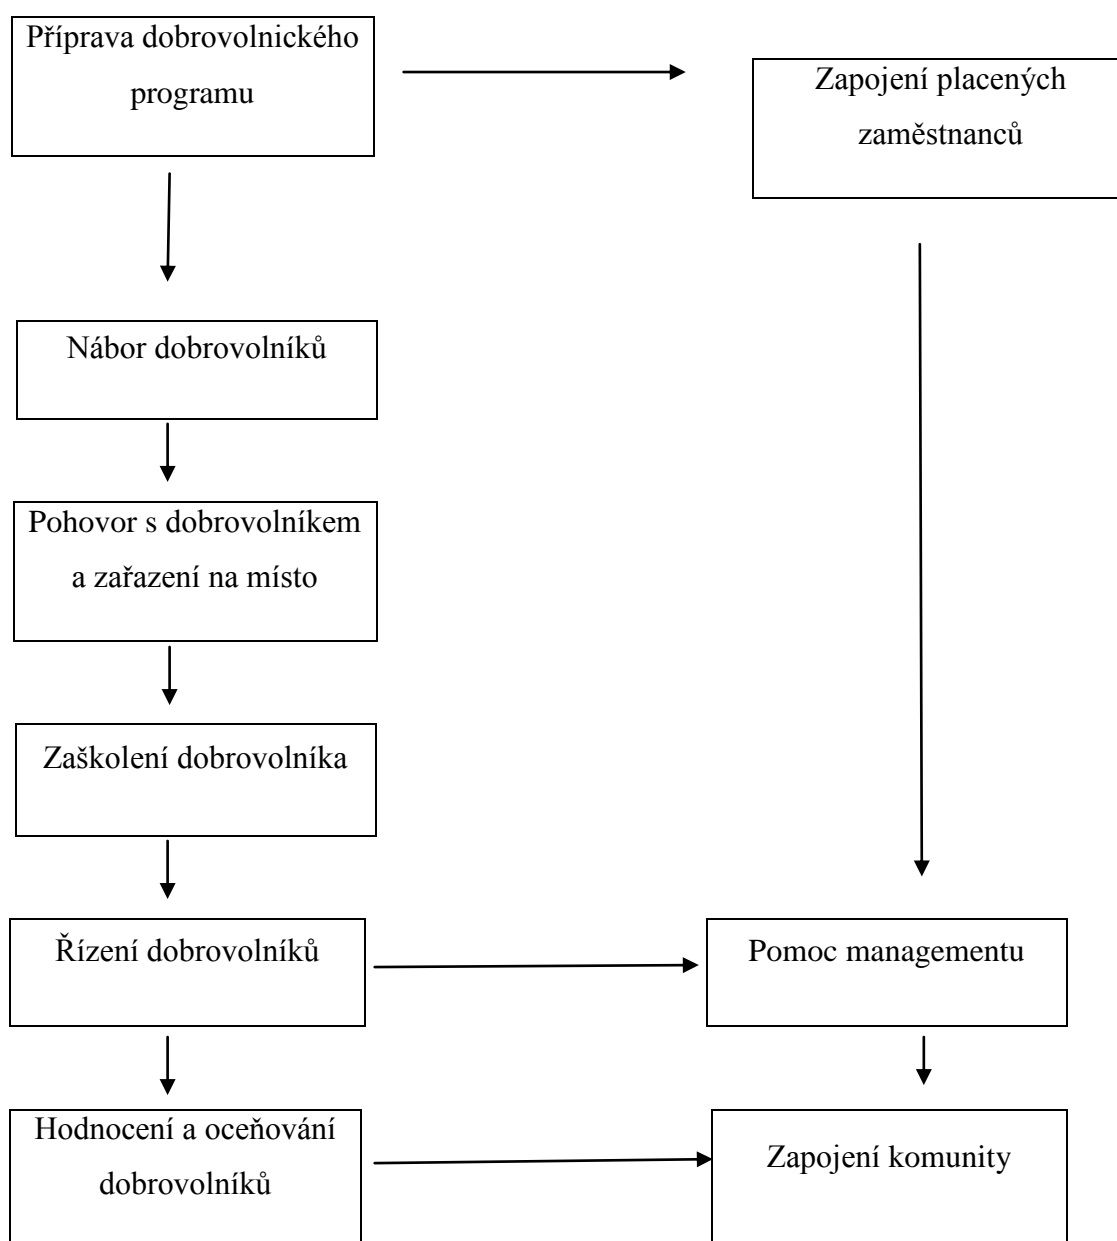 Příprava dobrovolnického
programu
Zapojení placených
zaměstnanců
Nábor dobrovolníků
Pohovor s dobrovolníkem
a zařazení na místo
Zaškolení dobrovolníka
Řízení dobrovolníků
Pomoc managementu
Hodnocení a oceňování
dobrovolníků
Zapojení komunity